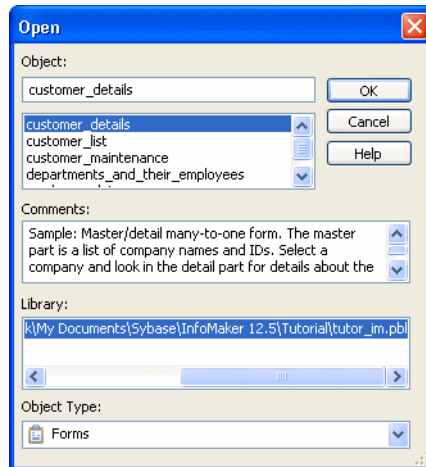 Open
Object:
customer_details
OK
customer_details
Cancel
customer_list
customer_maintenance
Help
departments_and_their_employees
Comments:
Sample: Master/detail many-to-one form. The master
part is a list of company names and IDs. Select a
company and look in the detail part for details about the
Library:
k\My Documents\Sybase\InfoMaker 12.5\Tutorial\tutor_im.pbl
Object Type:
Forms